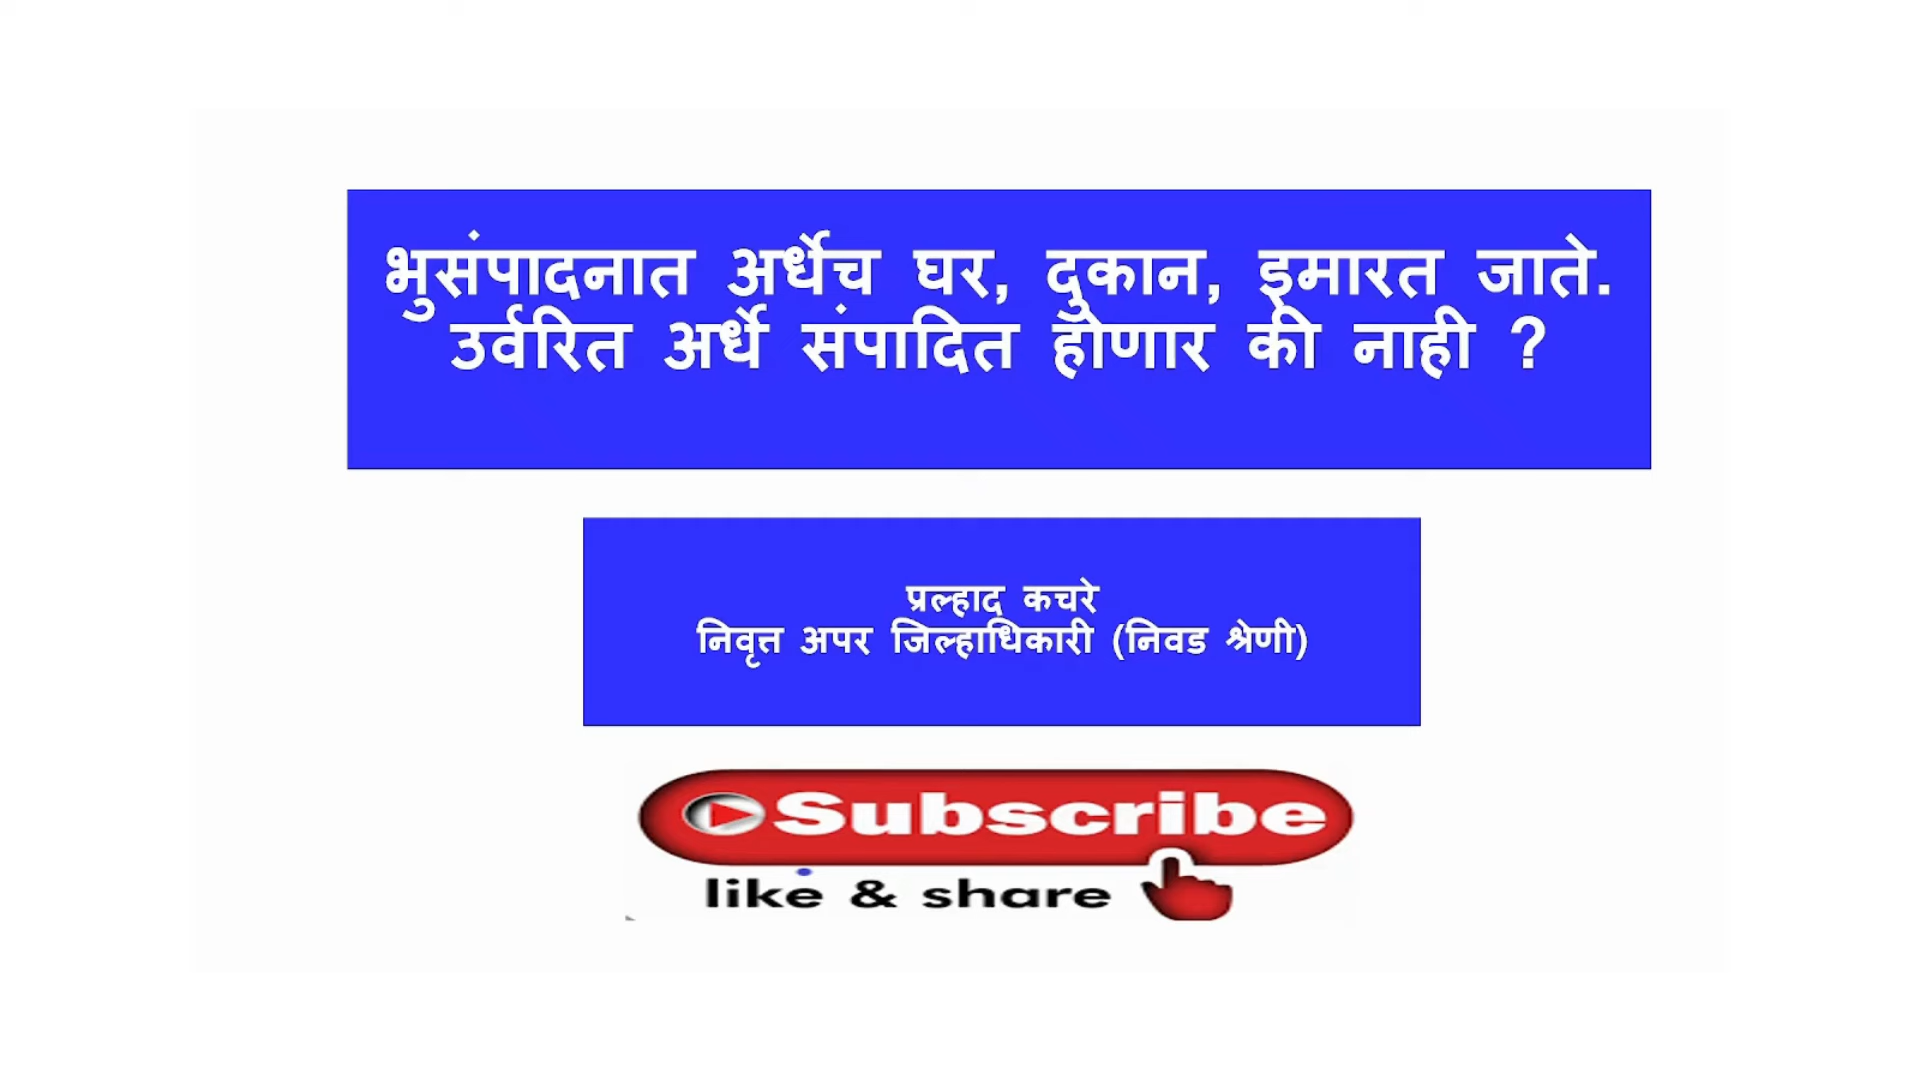 भुसंपादनात अर्धेच घर, दुकान, इमारत जाते.
उर्वरित अर्धे संपादित होणार की नाही ?
प्रल्हाद कचरे
निवृत्त अपर जिल्हाधिकारी (निवड श्रेणी)
Subscribe
like & share